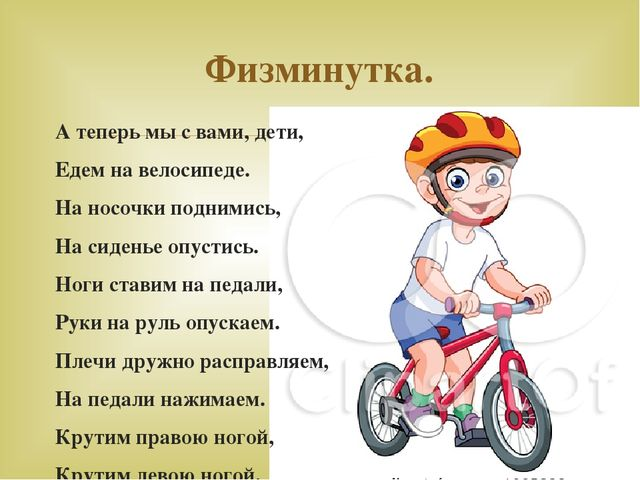 Физминутка.
А теперь мы с вами, дети,
Едем на велосипеде.
На носочки поднимись,
На сиденье опустись.
Ноги ставим на педали,
Руки на руль опускаем.
Плечи дружно расправляем,
На педали нажимаем.
Крутим правою ногой,
Крутим левою ногой,